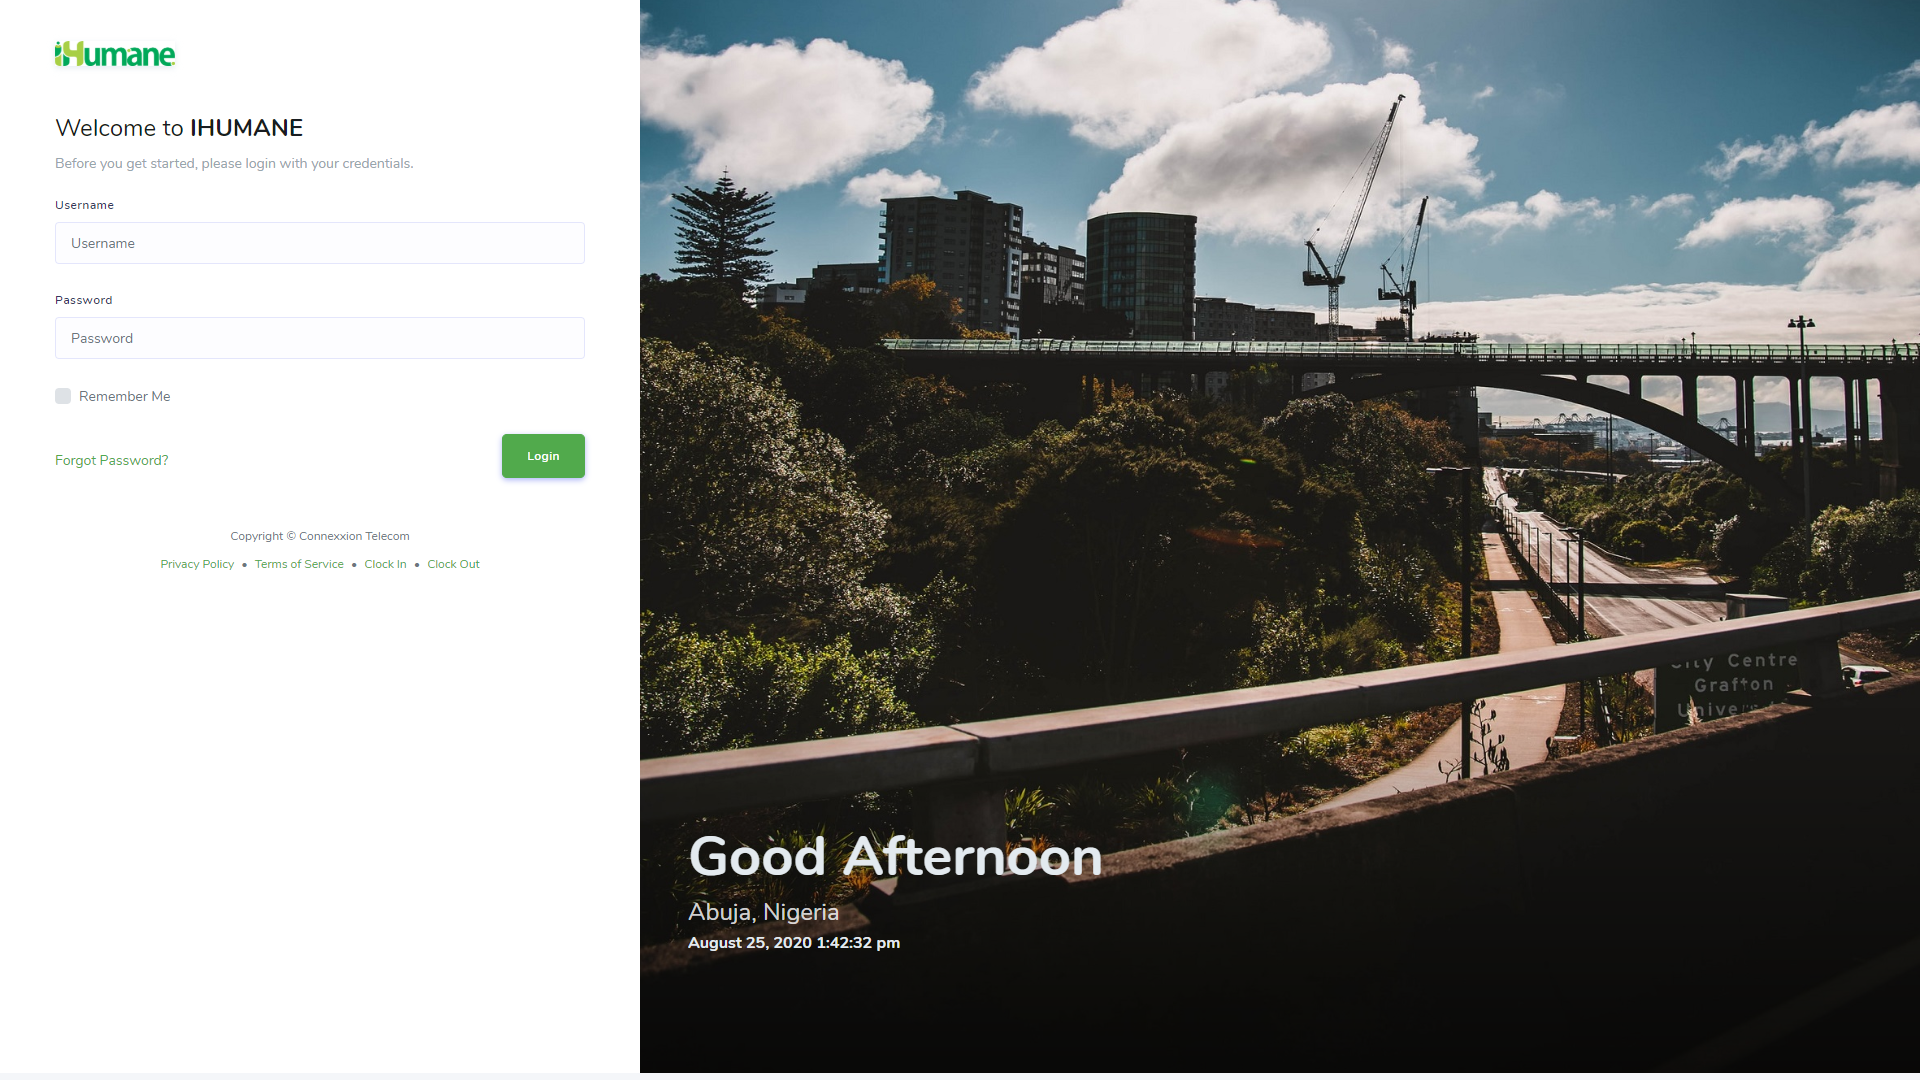 iHumane
Welcome to IHUMANE
Before you get started, please login with your credentials.
Username
Username
Password
Password
Remember Me
Forgot Password?
Login
Copyright © Connexxion Telecom
Privacy Policy • Terms of Service • Clock In • Clock Out
City Centre
Grafton
Good Afternoon
Abuja, Nigeria
August 25, 2020 1:42:32 pm